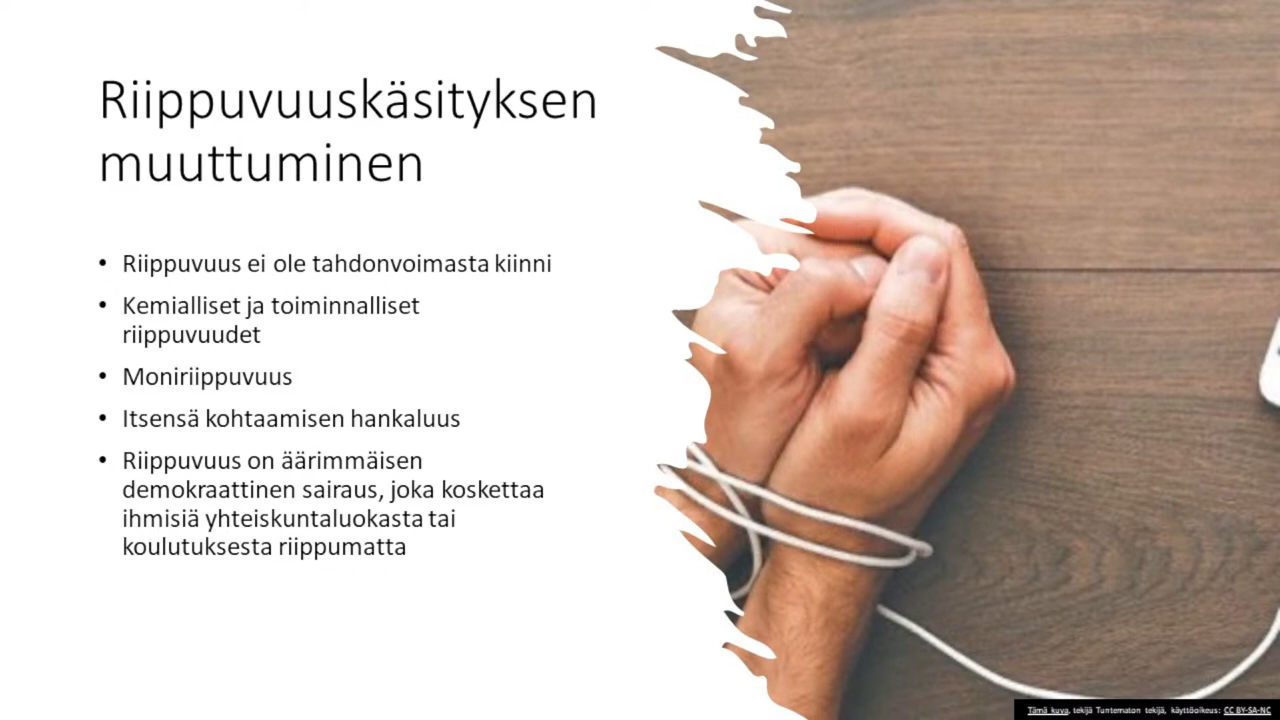 Riippuvuuskäsityksen
muuttuminen
• Riippuvuus ei ole tahdonvoimasta kiinni
• Kemialliset ja toiminnalliset
riippuvuudet
• Moniriippuvuus
• Itsensä kohtaamisen hankaluus
• Riippuvuus on äärimmäisen
demokraattinen sairaus, joka koskettaa
ihmisiä yhteiskuntaluokasta tai
koulutuksesta riippumatta
Tämä kuva, tekijä Tuntematon tekijä, käyttöoikeus: CC BY-SA-NC